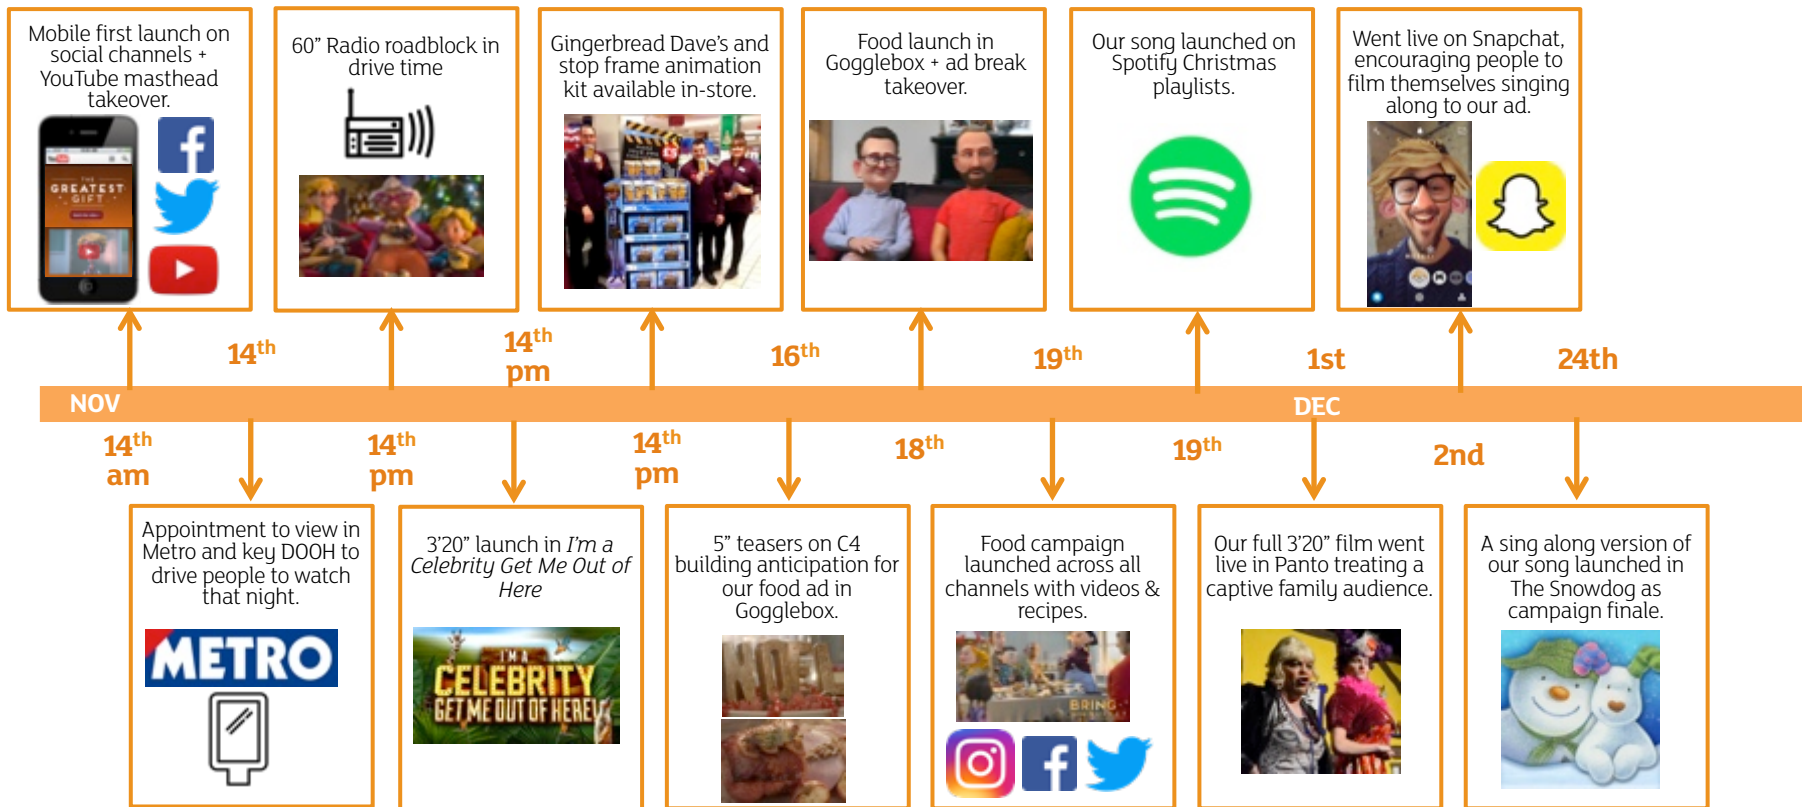 Mobile first launch on
social channels +
YouTube masthead
takeover.
THE
GREATEST
GIFT
60” Radio roadblock in
drive time
Gingerbread Dave’s and
stop frame animation
kit available in-store.
Food launch in
Gogglebox + ad break
takeover.
Our song launched on
Spotify Christmas
playlists.
Went live on Snapchat,
encouraging people to
film themselves singing
along to our ad.
14th
14th
pm
16th
19th
1st
24th
NOV
DEC
14th
am
14th
pm
14th
pm
18th
19th
2nd
Appointment to view in
Metro and key DOOH to
drive people to watch
that night.
METRO
3’20” launch in I’m a
Celebrity Get Me Out of
Here
I'M A
CELEBRITY
GET ME OUT OF HERE!
5” teasers on C4
building anticipation for
our food ad in
Gogglebox.
Food campaign
launched across all
channels with videos &
recipes.
BRING
Our full 3’20” film went
live in Panto treating a
captive family audience.
A sing along version of
our song launched in
The Snowdog as
campaign finale.